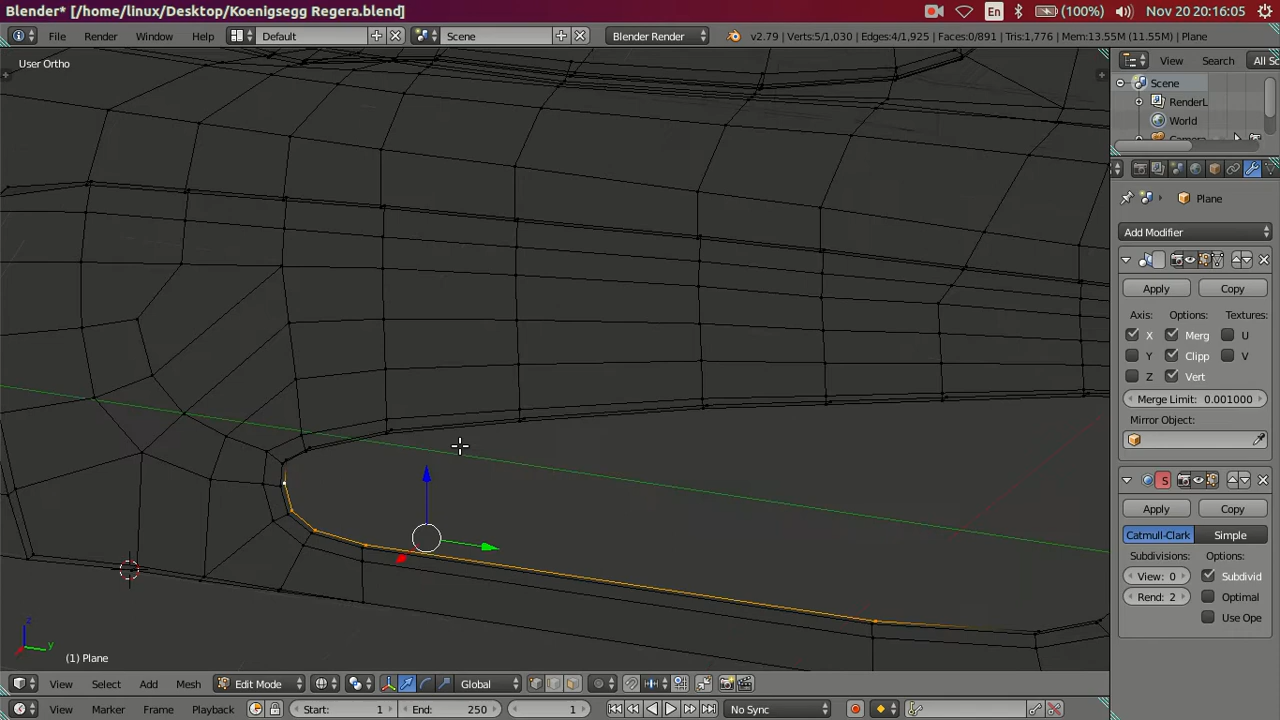 Blender* [/home/linux/Desktop/Koenigsegg Regera.blend]
En
(100%)
Nov 20 20:16:05
File
Render
Window
Help
Default
Scene
Blender Render
v2.79 | Verts:5/1,030 | Edges:4/1,925 | Faces:0/891 | Tris:1,776 | Mem:13.55M (11.55M) | Plane
User Ortho
View
Search
All Sc
Scene
RenderL
World
Camera
Plane
Add Modifier
Apply
Copy
Axis:
Options:
Textures:
X
Merg
U
Y
Clipp
V
Z
Vert
Merge Limit: 0.001000
Mirror Object:
S
Apply
Copy
Catmull-Clark
Simple
Subdivisions:
Options:
View: 0
Subdivid
Rend: 2
Optimal
Use Ope
z
y
(1) Plane
View
Select
Add
Mesh
Edit Mode
Global
View
Marker
Frame
Playback
Start: 1
End: 250
1
No Sync